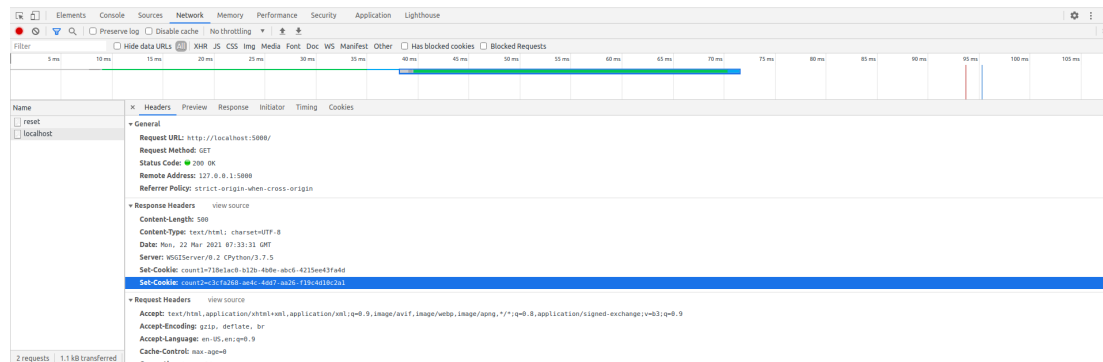 Elements Console Sources Network Memory Performance Security Application Lighthouse
Preserve log Disable cache No throttling
Filter Hide data URLs All XHR JS CSS Img Media Font Doc WS Manifest Other Has blocked cookies Blocked Requests
5 ms 10 ms 15 ms 20 ms 25 ms 30 ms 35 ms 40 ms 45 ms 50 ms 55 ms 60 ms 65 ms 70 ms 75 ms 80 ms 85 ms 90 ms 95 ms 100 ms 105 ms
Name × Headers Preview Response Initiator Timing Cookies
reset
localhost
General
Request URL: http://localhost:5000/
Request Method: GET
Status Code: 200 OK
Remote Address: 127.0.0.1:5000
Referrer Policy: strict-origin-when-cross-origin
Response Headers view source
Content-Length: 500
Content-Type: text/html; charset=UTF-8
Date: Mon, 22 Mar 2021 07:33:31 GMT
Server: WSGIServer/0.2 CPython/3.7.5
Set-Cookie: count1=718e1ac0-b12b-4b0e-abc6-4215ee43fa4d
Set-Cookie: count2=c3cfa268-ae4c-4dd7-aa26-f19c4d10c2a1
Request Headers view source
Accept: text/html,application/xhtml+xml,application/xml;q=0.9,image/avif,image/webp,image/apng,*/*;q=0.8,application/signed-exchange;v=b3;q=0.9
Accept-Encoding: gzip, deflate, br
Accept-Language: en-US,en;q=0.9
Cache-Control: max-age=0
2 requests 1.1 kB transferred